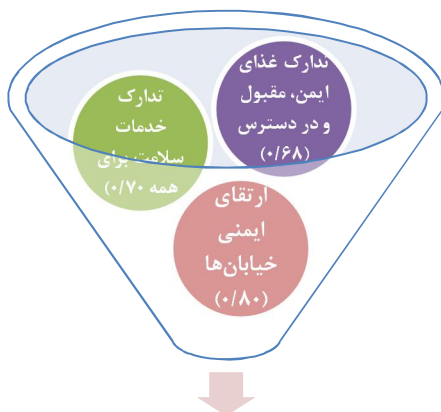 تدارک غذای
ایمن، مقبول
و در دسترس
(۰/۶۸)
تدارک
خدمات
سلامت برای
همه ۰/۷۰)
ارتقای
ایمنی
خیابان‌ها
(۰/۸۰)